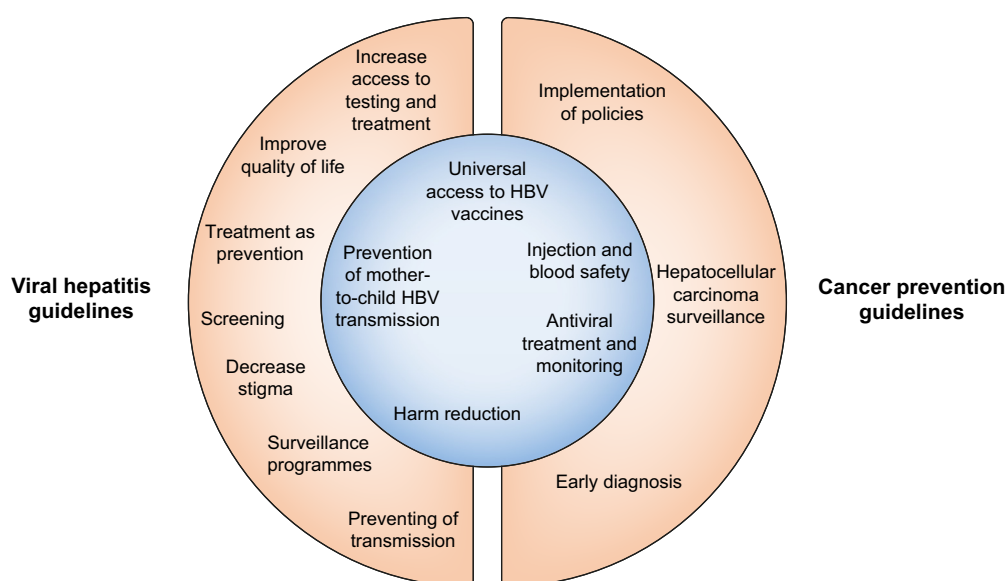 Viral hepatitis
guidelines
Increase
access to
testing and
treatment
Improve
quality of life
Treatment as
prevention
Screening
Decrease
stigma
Surveillance
programmes
Preventing of
transmission
Universal
access to HBV
vaccines
Prevention
of mother-
to-child HBV
transmission
Injection and
blood safety
Antiviral
treatment and
monitoring
Harm reduction
Implementation
of policies
Hepatocellular
carcinoma
surveillance
Early diagnosis
Cancer prevention
guidelines